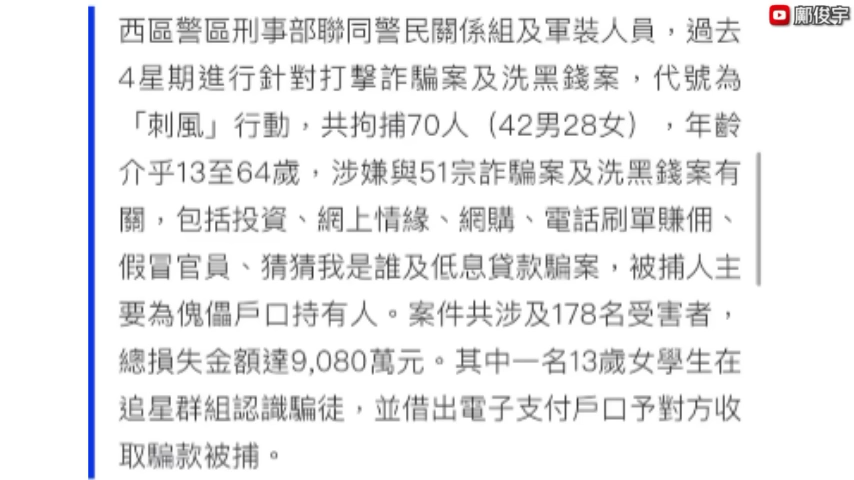 鄺俊宇
西區警區刑事部聯同警民關係組及軍裝人員，過去
4星期進行針對打擊詐騙案及洗黑錢案，代號為
「刺風」行動，共拘捕70人（42男28女），年齡
介乎13至64歲，涉嫌與51宗詐騙案及洗黑錢案有
關，包括投資、網上情緣、網購、電話刷單賺佣、
假冒官員、猜猜我是誰及低息貸款騙案，被捕人主
要為傀儡戶口持有人。案件共涉及178名受害者，
總損失金額達9,080萬元。其中一名13歲女學生在
追星群組認識騙徒，並借出電子支付戶口予對方收
取騙款被捕。